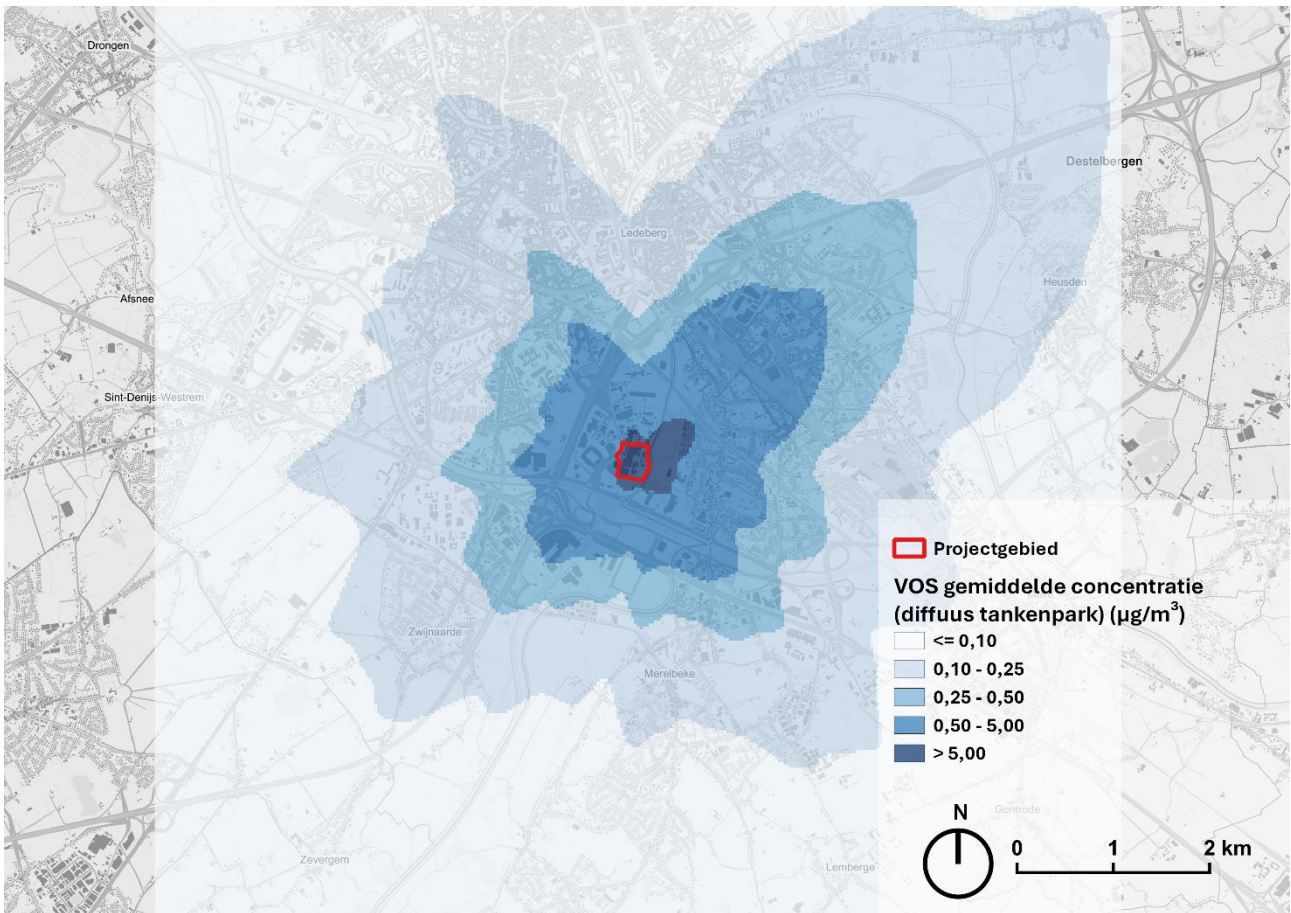 Drongen
Destelbergen
Ledeberg
Heusden
Afsnee
Sint-Denijs-Westrem
Zwijnaarde
Merelbeke
Gontrode
Zevergem
Lemberge
Projectgebied
VOS gemiddelde concentratie
(diffuus tankenpark) (µg/m³)
<= 0,10
0,10 - 0,25
0,25 - 0,50
0,50 - 5,00
> 5,00
N
0 1 2 km